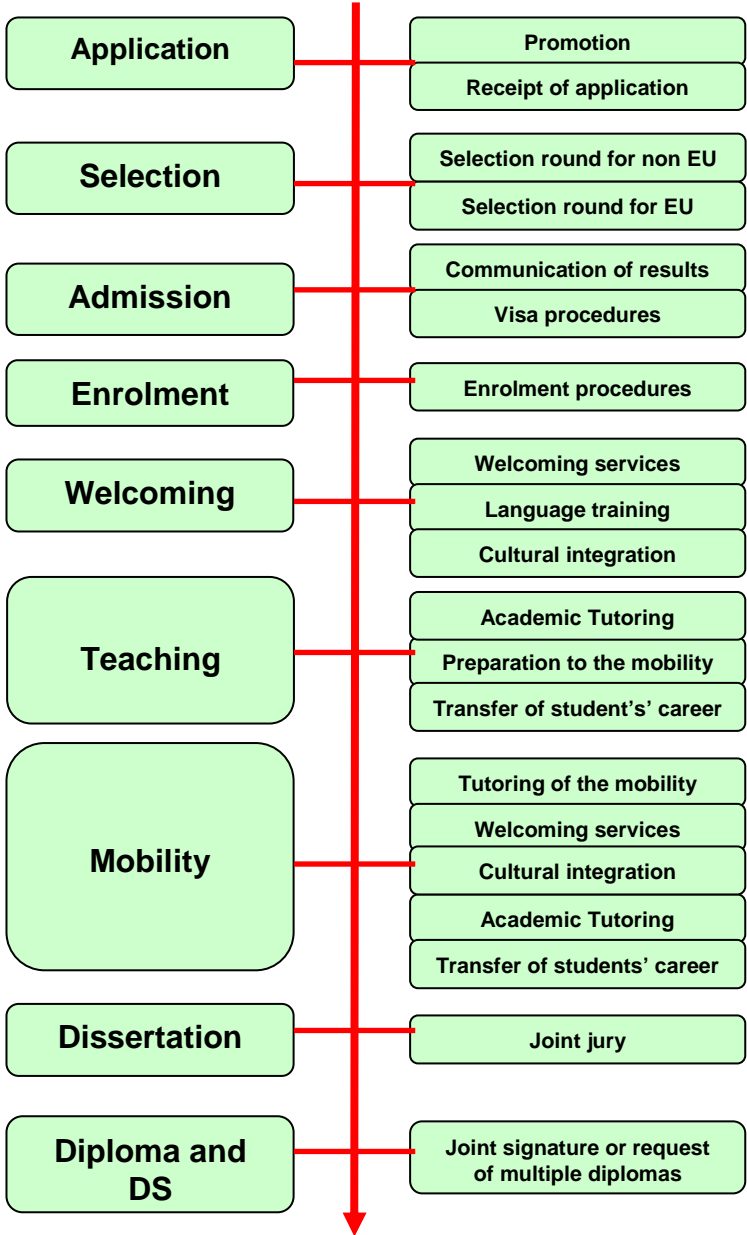 Application
Promotion
Receipt of application
Selection
Selection round for non EU
Selection round for EU
Admission
Communication of results
Visa procedures
Enrolment
Enrolment procedures
Welcoming
Welcoming services
Language training
Cultural integration
Teaching
Academic Tutoring
Preparation to the mobility
Transfer of student’s’ career
Mobility
Tutoring of the mobility
Welcoming services
Cultural integration
Academic Tutoring
Transfer of students’ career
Dissertation
Joint jury
Diploma and
DS
Joint signature or request
of multiple diplomas